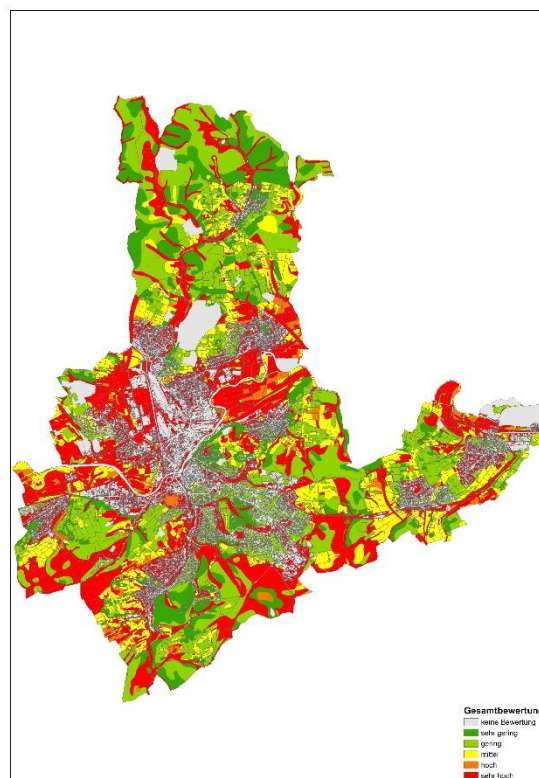 Gesamtbewertung
keine Bewertung
sehr gering
gering
mittel
hoch
sehr hoch